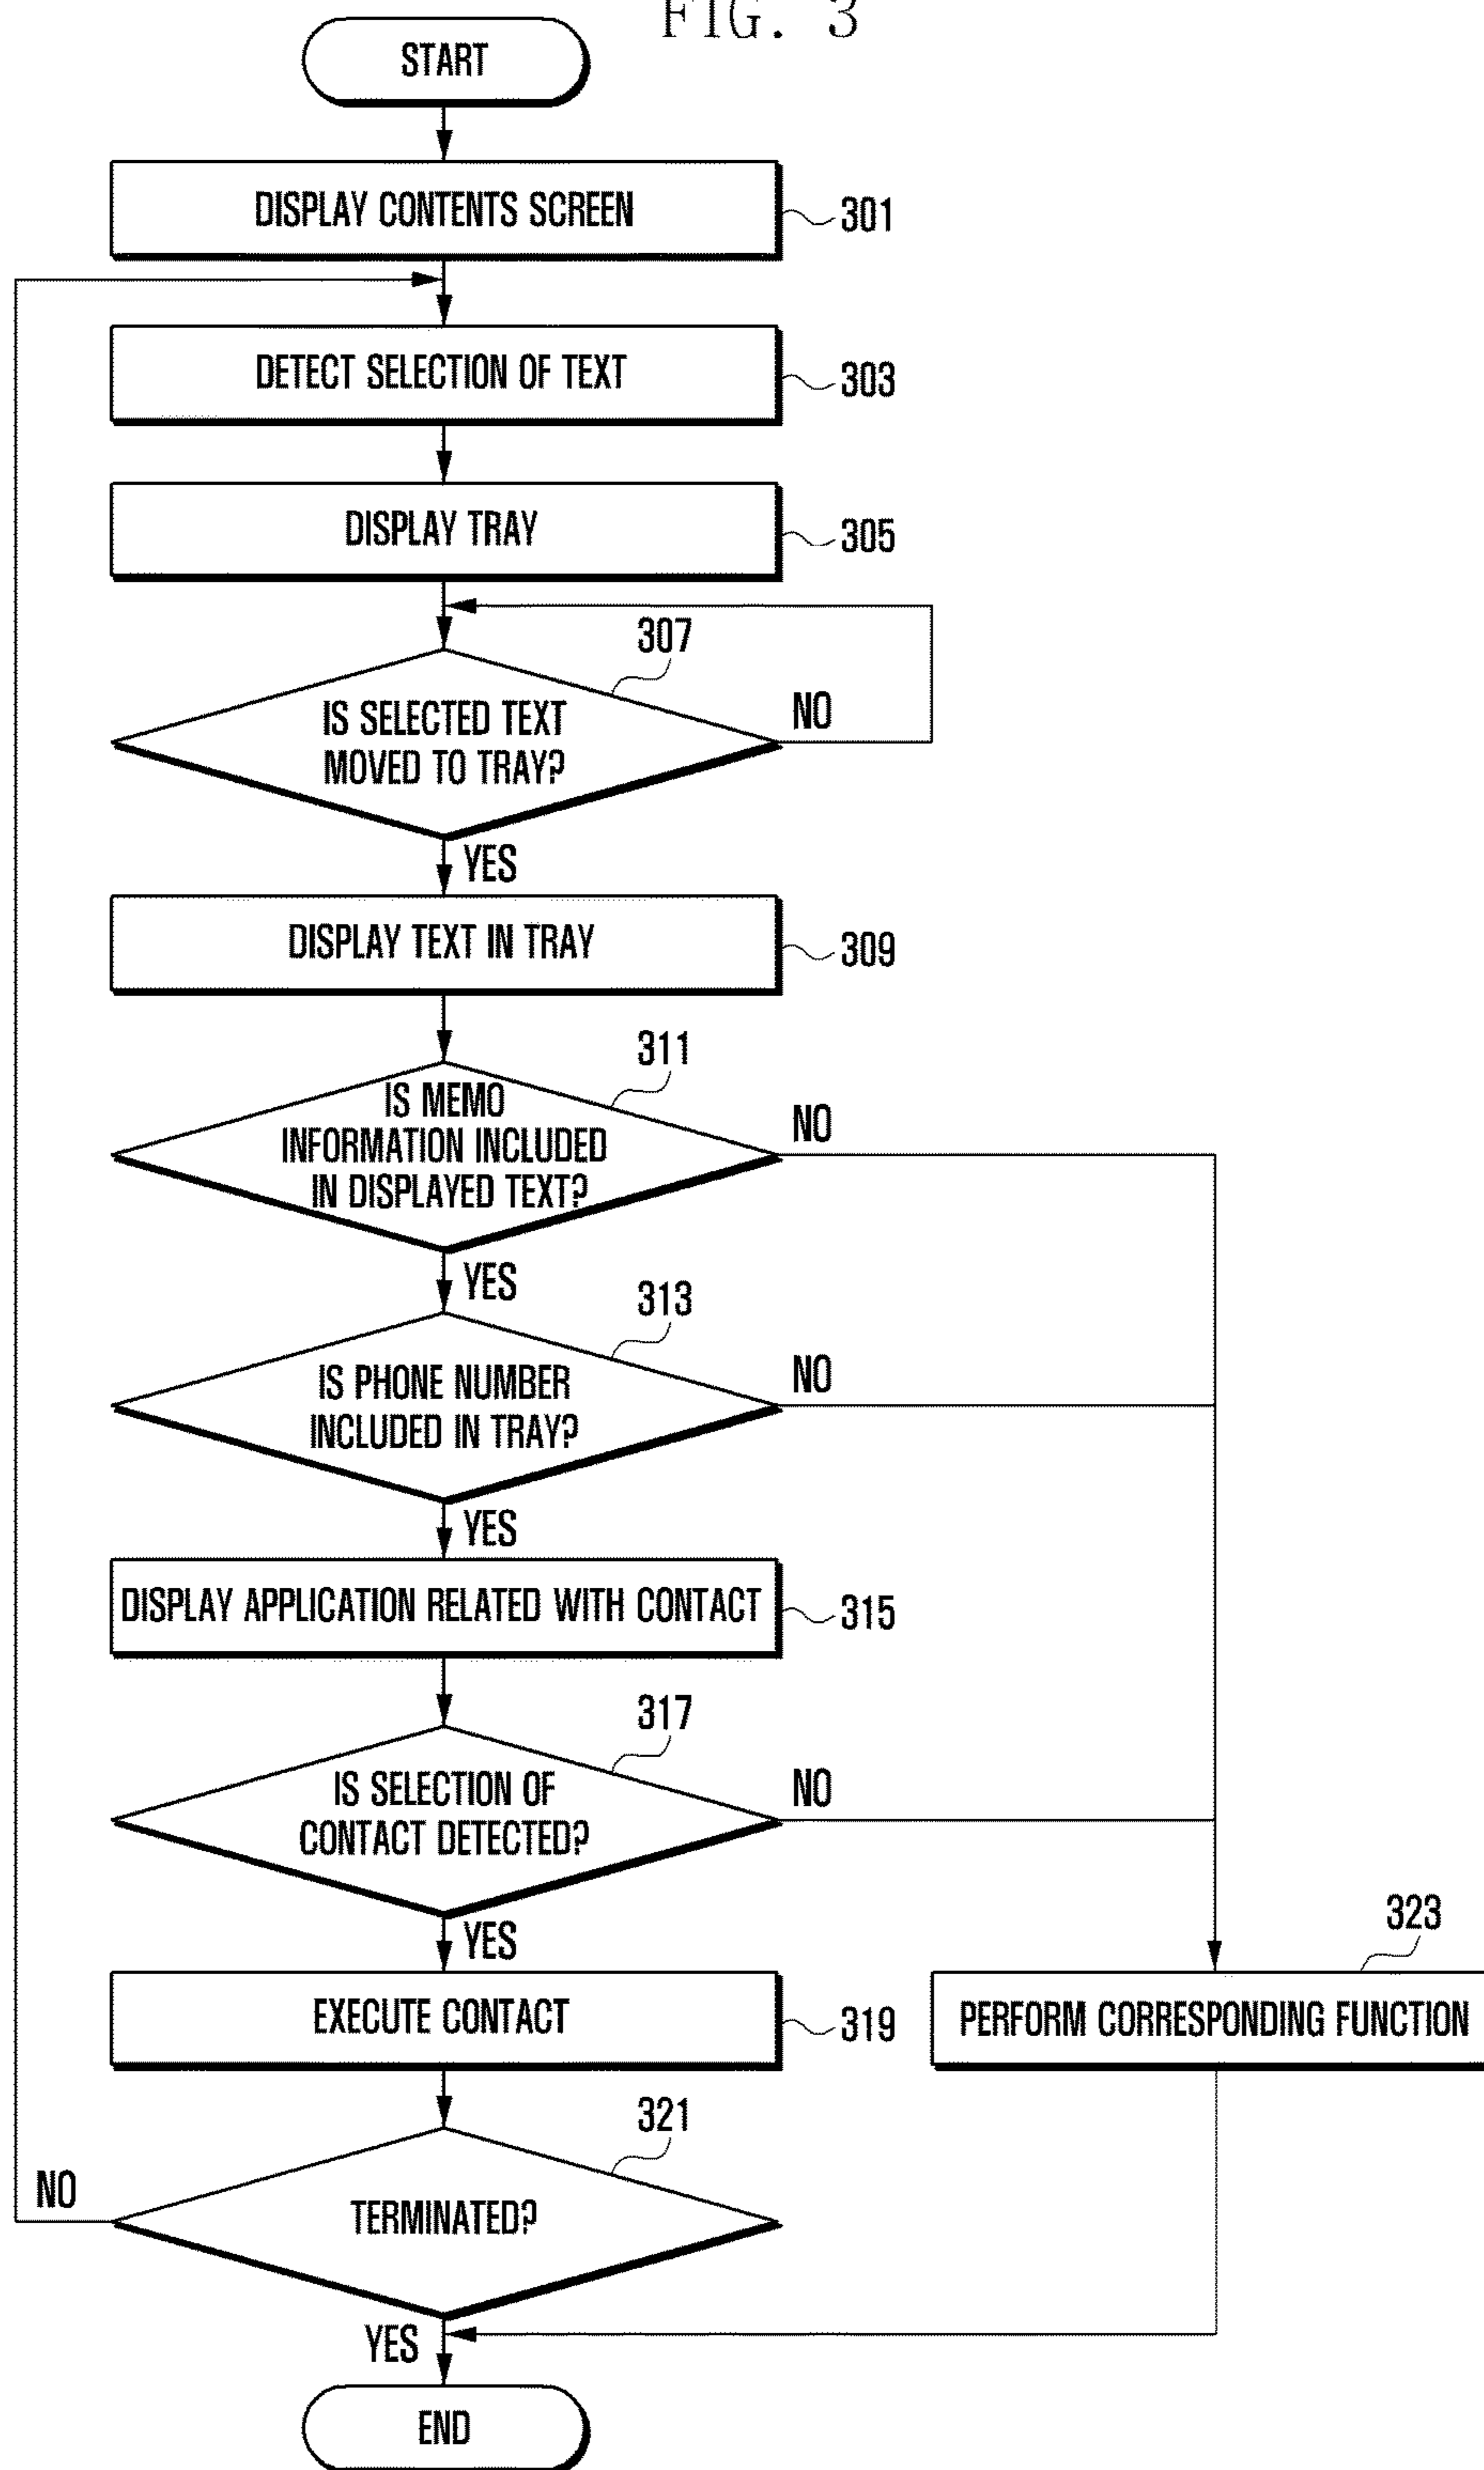 FIG. 3
START
DISPLAY CONTENTS SCREEN
301
DETECT SELECTION OF TEXT
303
DISPLAY TRAY
305
307
IS SELECTED TEXT
MOVED TO TRAY?
NO
YES
DISPLAY TEXT IN TRAY
309
311
IS MEMO
INFORMATION INCLUDED
IN DISPLAYED TEXT?
NO
YES
313
IS PHONE NUMBER
INCLUDED IN TRAY?
NO
YES
DISPLAY APPLICATION RELATED WITH CONTACT
315
317
IS SELECTION OF
CONTACT DETECTED?
NO
YES
323
EXECUTE CONTACT
319
PERFORM CORRESPONDING FUNCTION
321
TERMINATED?
NO
YES
END